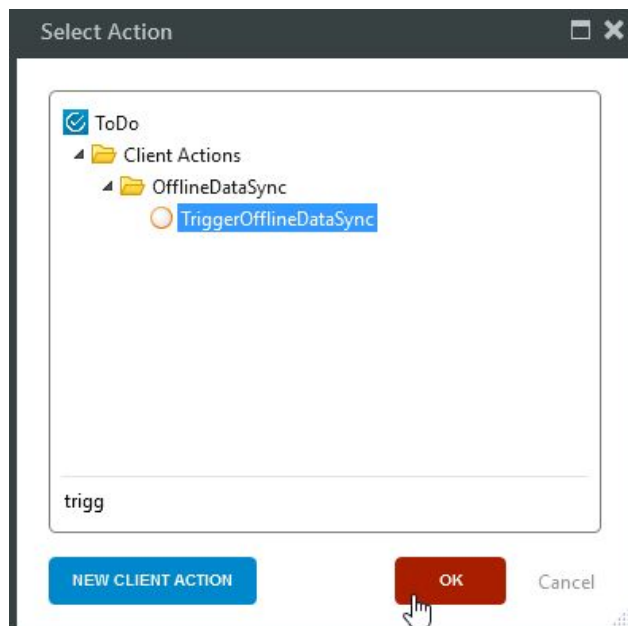 Select Action
ToDo
Client Actions
OfflineDataSync
TriggerOfflineDataSync
trigg
NEW CLIENT ACTION
OK
Cancel